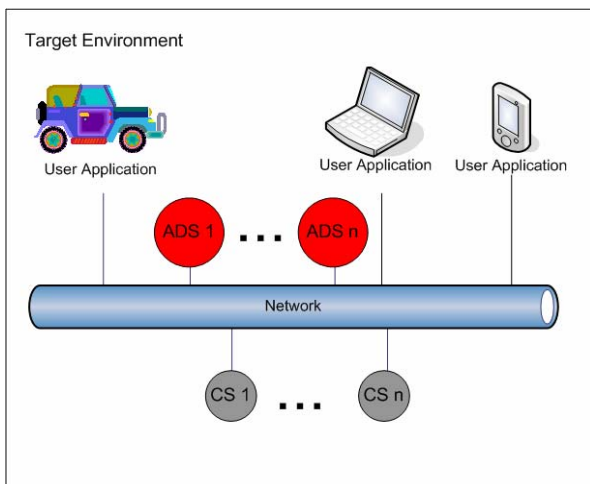 Target Environment
User Application
User Application
User Application
ADS 1
ADS n
Network
CS 1
CS n